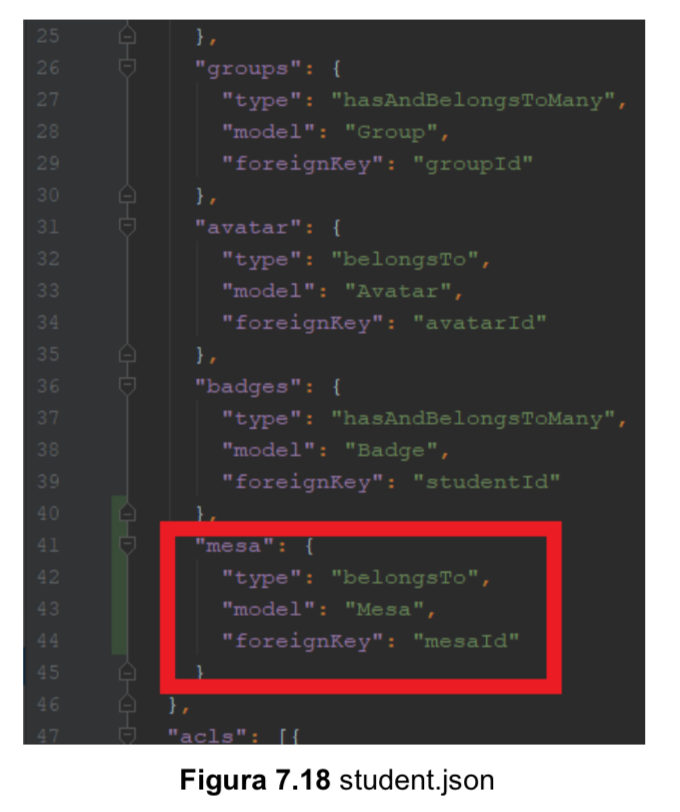 25 },
26 "groups": {
27 "type": "hasAndBelongsToMany",
28 "model": "Group",
29 "foreignKey": "groupId"
30 },
31 "avatar": {
32 "type": "belongsTo",
33 "model": "Avatar",
34 "foreignKey": "avatarId"
35 },
36 "badges": {
37 "type": "hasAndBelongsToMany",
38 "model": "Badge",
39 "foreignKey": "studentId"
40 },
41 "mesa": {
42 "type": "belongsTo",
43 "model": "Mesa",
44 "foreignKey": "mesaId"
45 }
46 },
47 "acls": [{
Figura 7.18 student.json